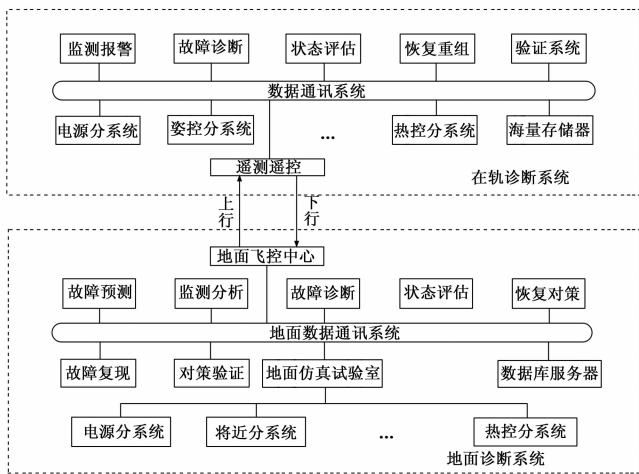 监测报警
故障诊断
状态评估
恢复重组
验证系统
数据通讯系统
电源分系统
姿控分系统
...
热控分系统
海量存储器
遥测遥控
在轨诊断系统
上行
下行
地面飞控中心
故障预测
监测分析
故障诊断
状态评估
恢复对策
地面数据通讯系统
故障复现
对策验证
地面仿真试验室
数据库服务器
电源分系统
将近分系统
...
热控分系统
地面诊断系统